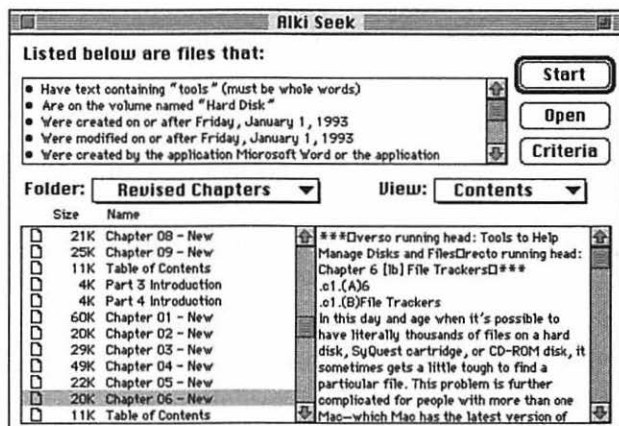 Alki Seek
Listed below are files that:
• Have text containing "tools" (must be whole words)
• Are on the volume named "Hard Disk"
• Were created on or after Friday, January 1, 1993
• Were modified on or after Friday, January 1, 1993
• Were created by the application Microsoft Word or the application
Start
Open
Criteria
Folder: Revised Chapters
View: Contents
Size Name
21K Chapter 08 - New
25K Chapter 09 - New
11K Table of Contents
4K Part 3 Introduction
4K Part 4 Introduction
60K Chapter 01 - New
20K Chapter 02 - New
29K Chapter 03 - New
49K Chapter 04 - New
22K Chapter 05 - New
20K Chapter 06 - New
11K Table of Contents
***□verso running head: Tools to Help
Manage Disks and Files□recto running head:
Chapter 6 [lb] File Trackers□***
.c1.(A)6
.c1.(B)File Trackers
In this day and age when it's possible to
have literally thousands of files on a hard
disk, SyQuest cartridge, or CD-ROM disk, it
sometimes gets a little tough to find a
particular file. This problem is further
complicated for people with more than one
Mac—which Mac has the latest version of